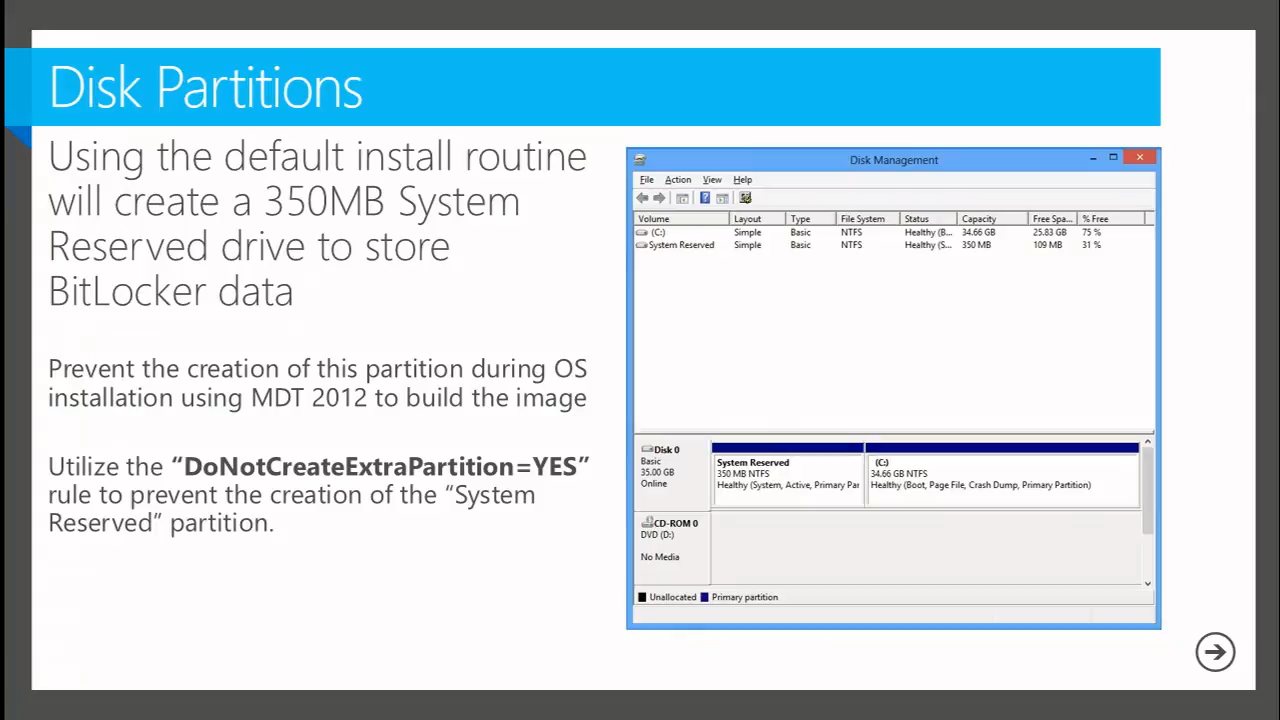 Disk Partitions
Using the default install routine
will create a 350MB System
Reserved drive to store
BitLocker data
Prevent the creation of this partition during OS
installation using MDT 2012 to build the image
Utilize the “DoNotCreateExtraPartition=YES”
rule to prevent the creation of the “System
Reserved” partition.
Disk Management
File Action View Help
Volume Layout Type File System Status Capacity Free Spa... % Free
(C:) Simple Basic NTFS Healthy (B... 34.66 GB 25.83 GB 75 %
System Reserved Simple Basic NTFS Healthy (S... 350 MB 109 MB 31 %
Disk 0
Basic
35.00 GB
Online
System Reserved
350 MB NTFS
Healthy (System, Active, Primary Par
(C:)
34.66 GB NTFS
Healthy (Boot, Page File, Crash Dump, Primary Partition)
CD-ROM 0
DVD (D:)
No Media
Unallocated Primary partition